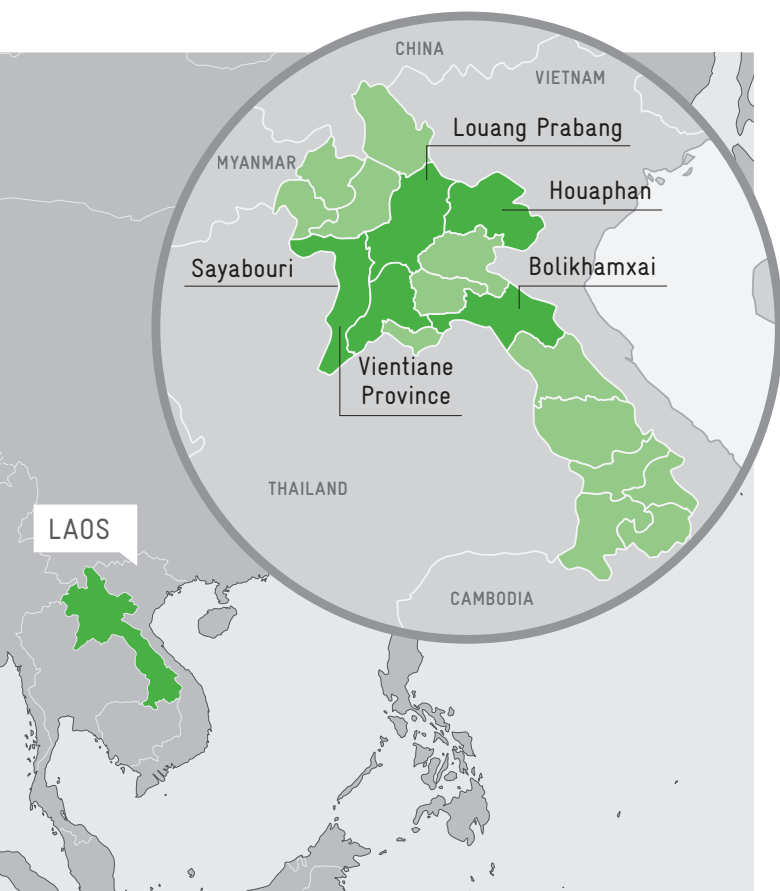 CHINA
VIETNAM
Louang Prabang
MYANMAR
Houaphan
Sayabouri
Bolikhamxai
Vientiane
Province
THAILAND
LAOS
CAMBODIA